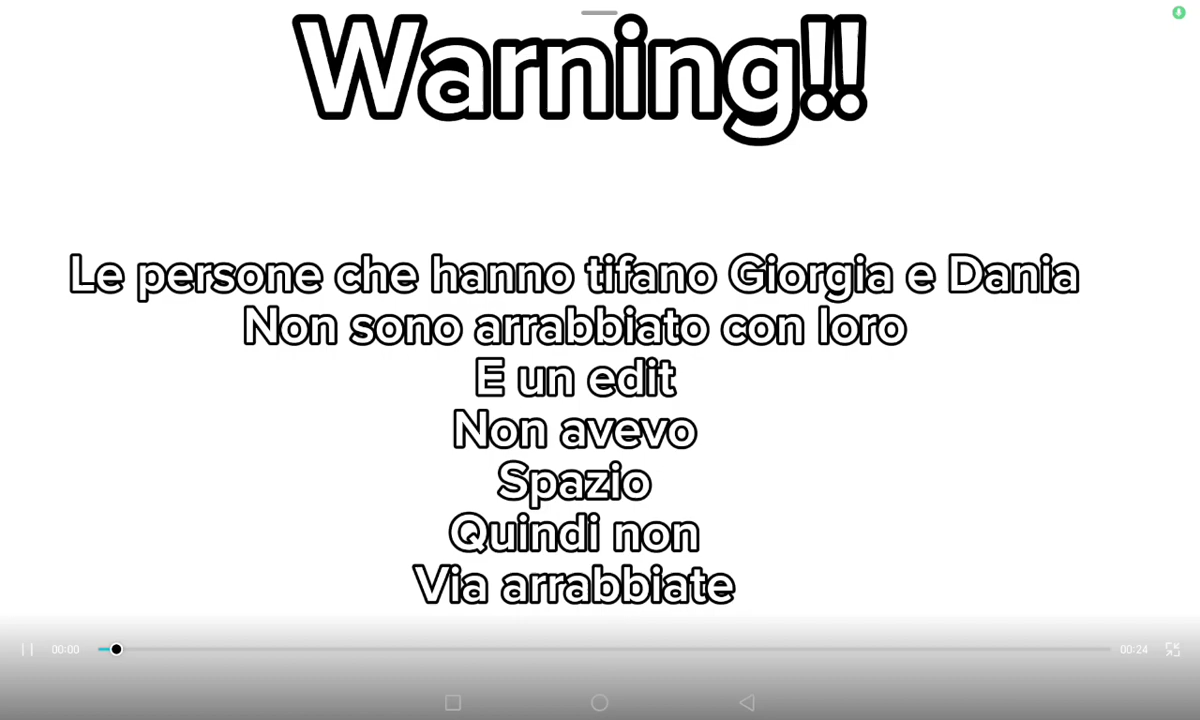 Warning!!
Le persone che hanno tifano Giorgia e Dania
Non sono arrabbiato con loro
E un edit
Non avevo
Spazio
Quindi non
Via arrabbiate
00:00
00:24